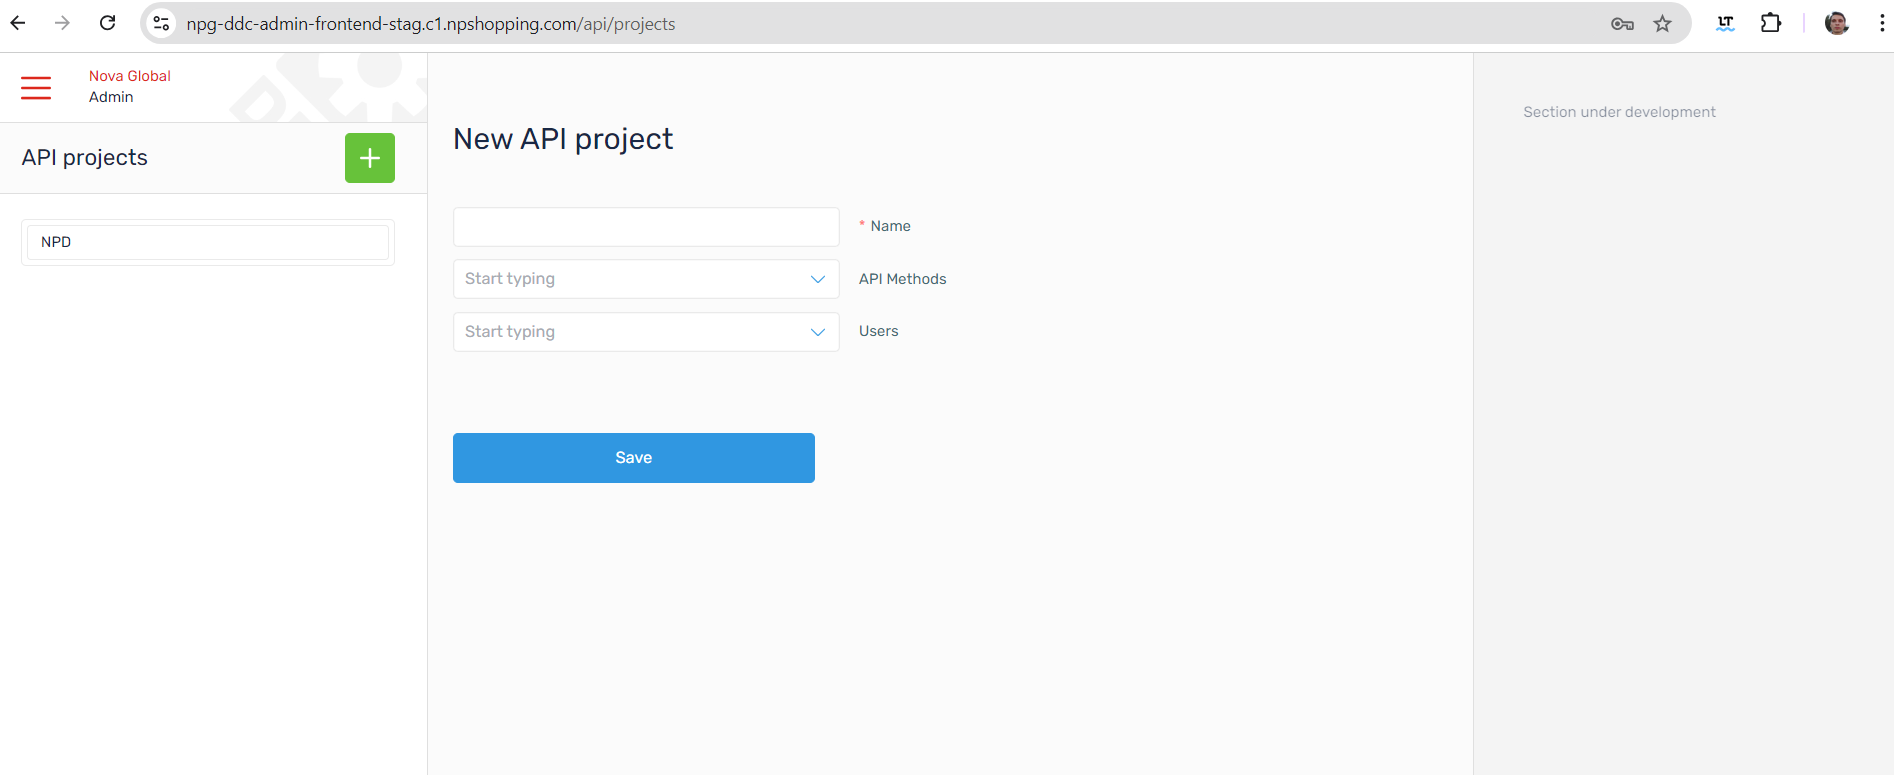 npg-ddc-admin-frontend-stag.c1.npshopping.com/api/projects
LT
Nova Global
Admin
API projects
NPD
New API project
* Name
Start typing
API Methods
Start typing
Users
Save
Section under development